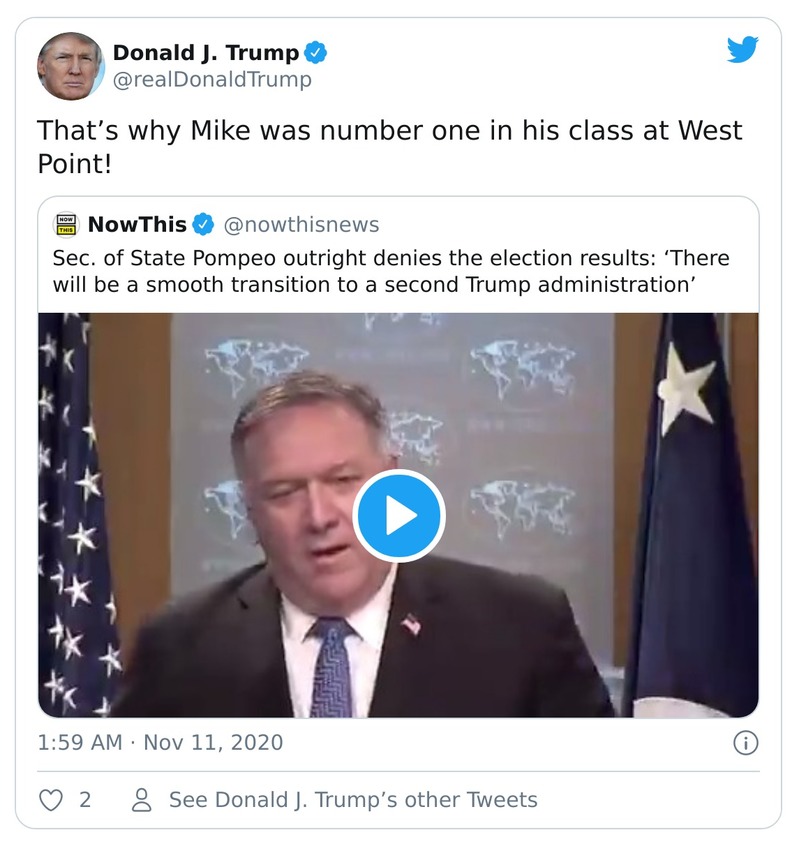 Donald J. Trump
@realDonaldTrump
That’s why Mike was number one in his class at West
Point!
NOW
THIS
NowThis @nowthisnews
Sec. of State Pompeo outright denies the election results: ‘There
will be a smooth transition to a second Trump administration’
1:59 AM · Nov 11, 2020
2 See Donald J. Trump’s other Tweets